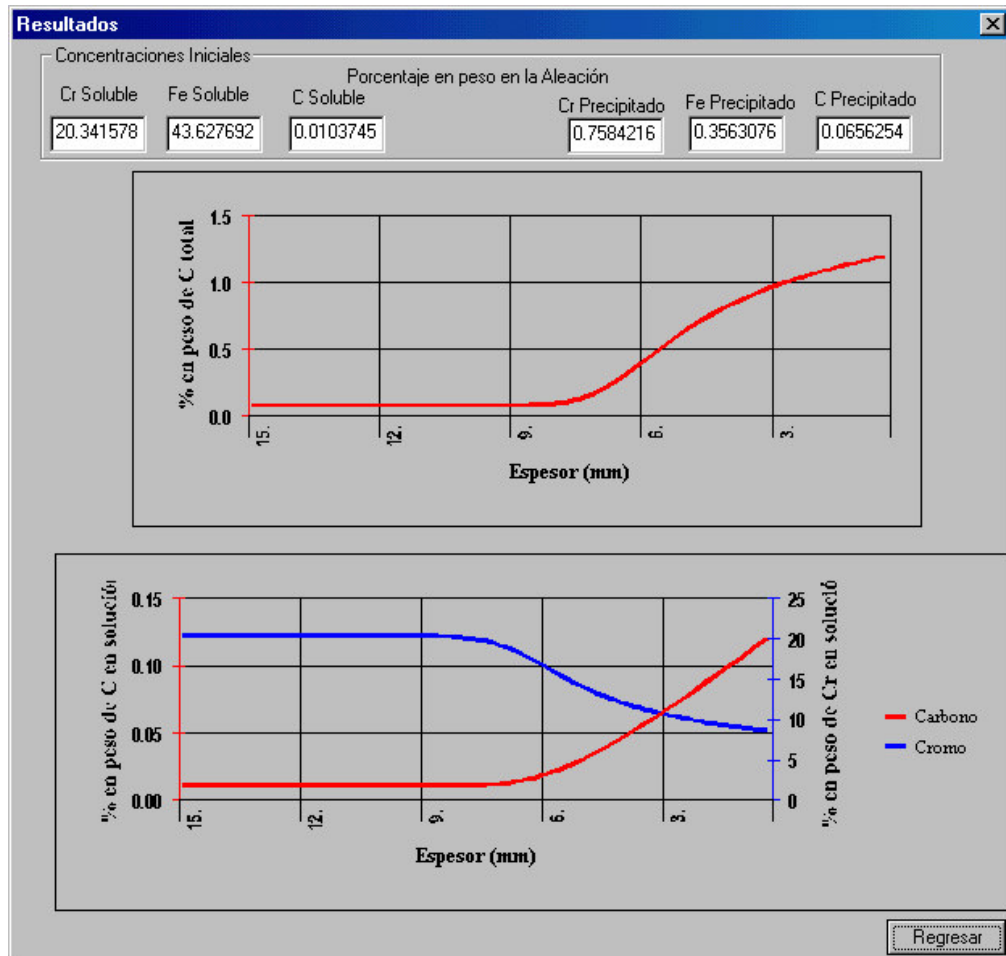 Resultados
Concentraciones Iniciales
Porcentaje en peso en la Aleación
Cr Soluble Fe Soluble C Soluble Cr Precipitado Fe Precipitado C Precipitado
20.341578 43.627692 0.0103745 0.7584216 0.3563076 0.0656254
% en peso de C total
1.5
1.0
0.5
0.0
15. 12. 9. 6. 3.
Espesor (mm)
% en peso de C en solució
0.15
0.10
0.05
0.00
15. 12. 9. 6. 3.
Espesor (mm)
25
20
15
10
5
0
% en peso de Cr en solució
Carbono
Cromo
Regresar